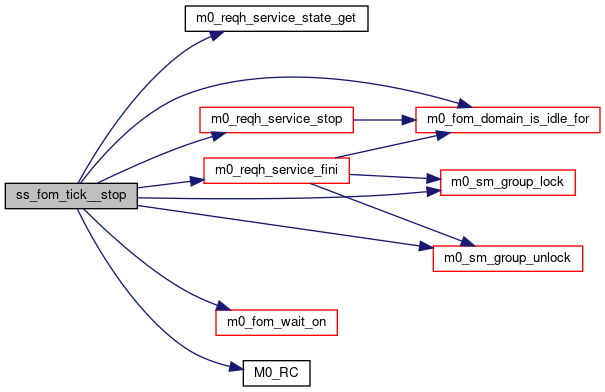 m0_reqh_service_state_get
m0_reqh_service_stop
m0_fom_domain_is_idle_for
m0_reqh_service_fini
m0_sm_group_lock
ss_fom_tick__stop
m0_sm_group_unlock
m0_fom_wait_on
M0_RC